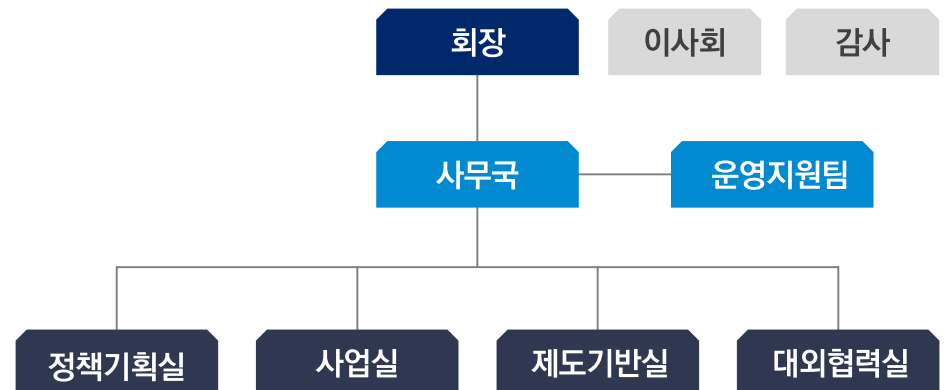 회장
이사회
감사
사무국
운영지원팀
정책기획실
사업실
제도기반실
대외협력실